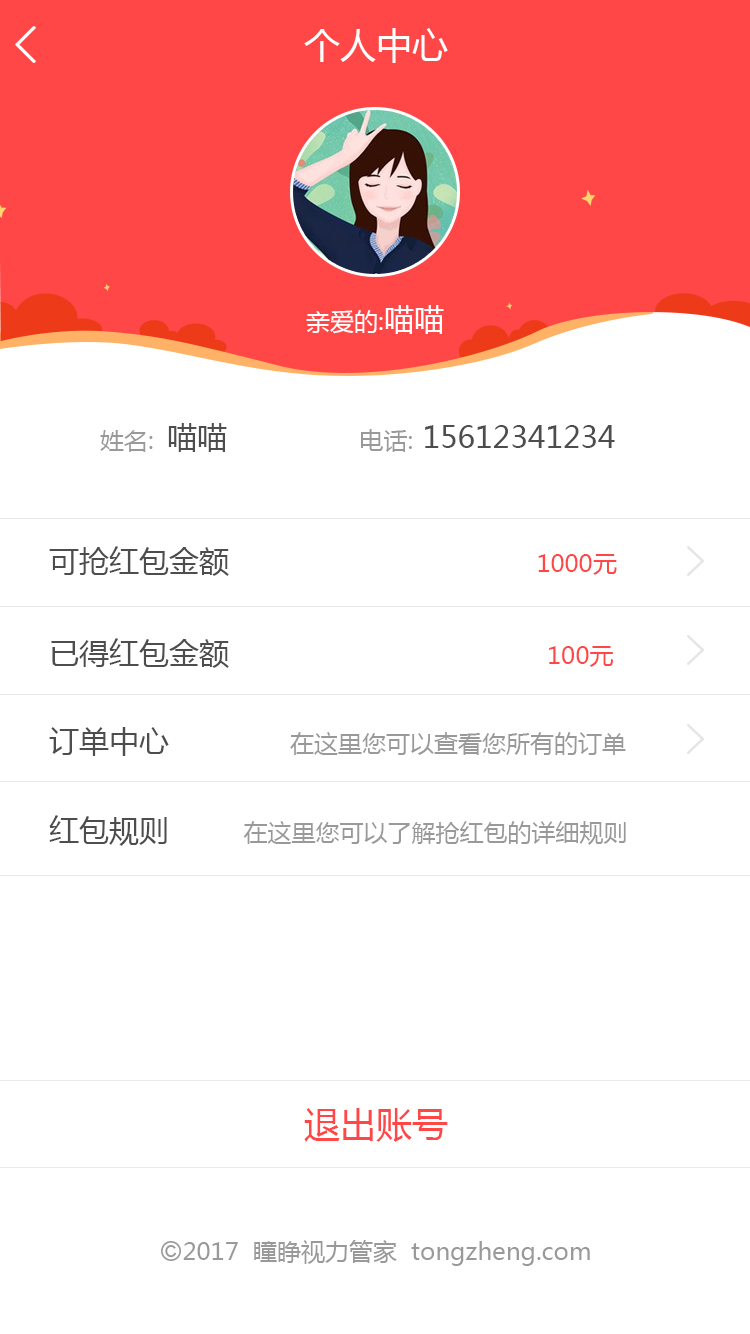 个人中心
亲爱的:喵喵
姓名: 喵喵 电话: 15612341234
可抢红包金额 1000元
已得红包金额 100元
订单中心 在这里您可以查看您所有的订单
红包规则 在这里您可以了解抢红包的详细规则
退出账号
©2017 瞳睁视力管家 tongzheng.com